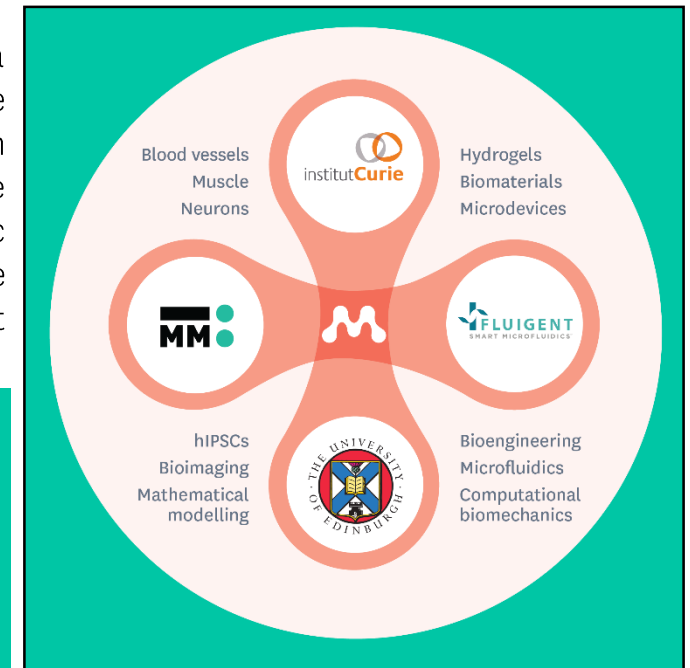 Blood vessels
Muscle
Neurons
institutCurie
Hydrogels
Biomaterials
Microdevices
MM
FLUIGENT
SMART MICROFLUIDICS
hIPSCs
Bioimaging
Mathematical
modelling
THE UNIVERSITY
OF EDINBURGH
Bioengineering
Microfluidics
Computational
biomechanics